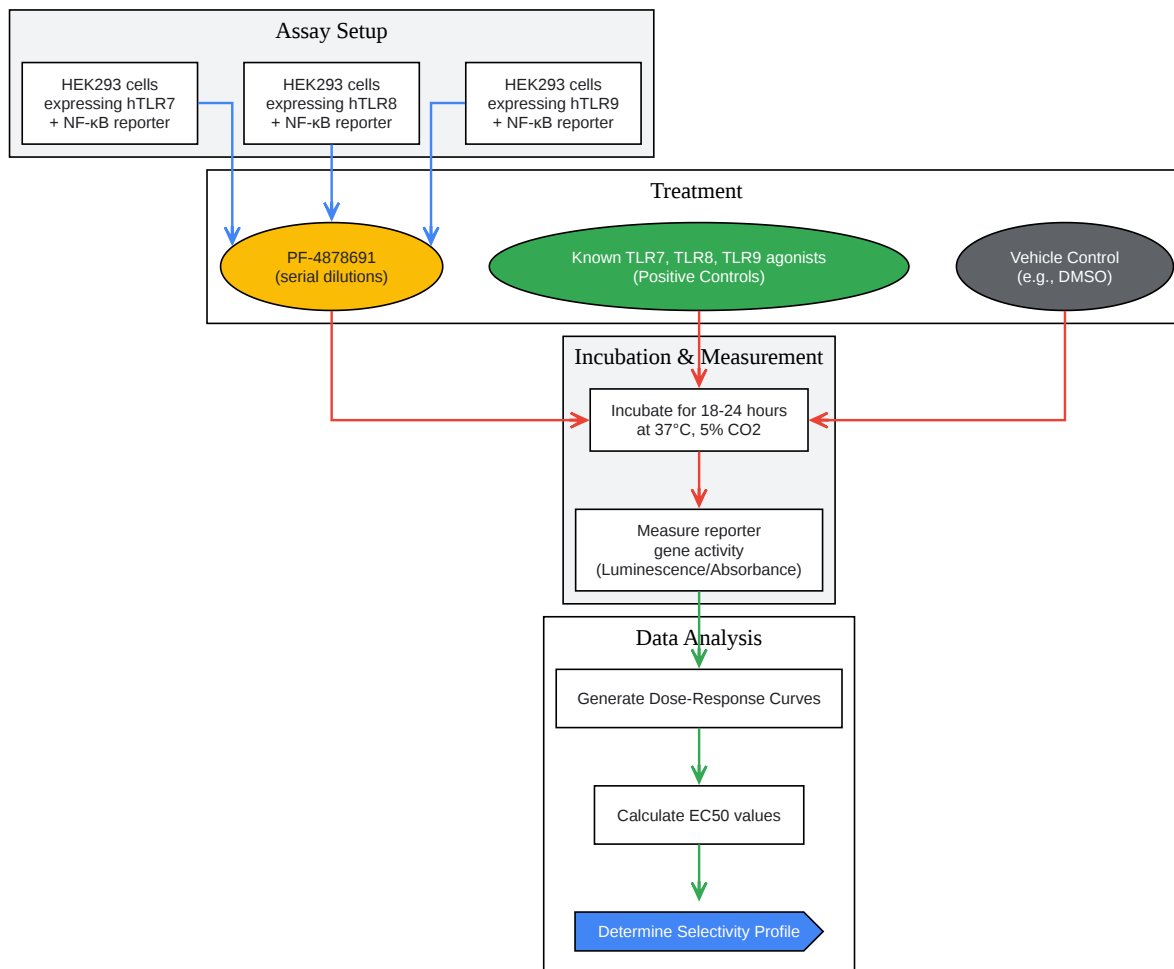 Assay Setup
HEK293 cells
expressing hTLR7
+ NF-κB reporter
HEK293 cells
expressing hTLR8
+ NF-κB reporter
HEK293 cells
expressing hTLR9
+ NF-κB reporter
Treatment
PF-4878691
(serial dilutions)
Known TLR7, TLR8, TLR9 agonists
(Positive Controls)
Vehicle Control
(e.g., DMSO)
Incubation & Measurement
Incubate for 18-24 hours
at 37°C, 5% CO2
Measure reporter
gene activity
(Luminescence/Absorbance)
Data Analysis
Generate Dose-Response Curves
Calculate EC50 values
Determine Selectivity Profile